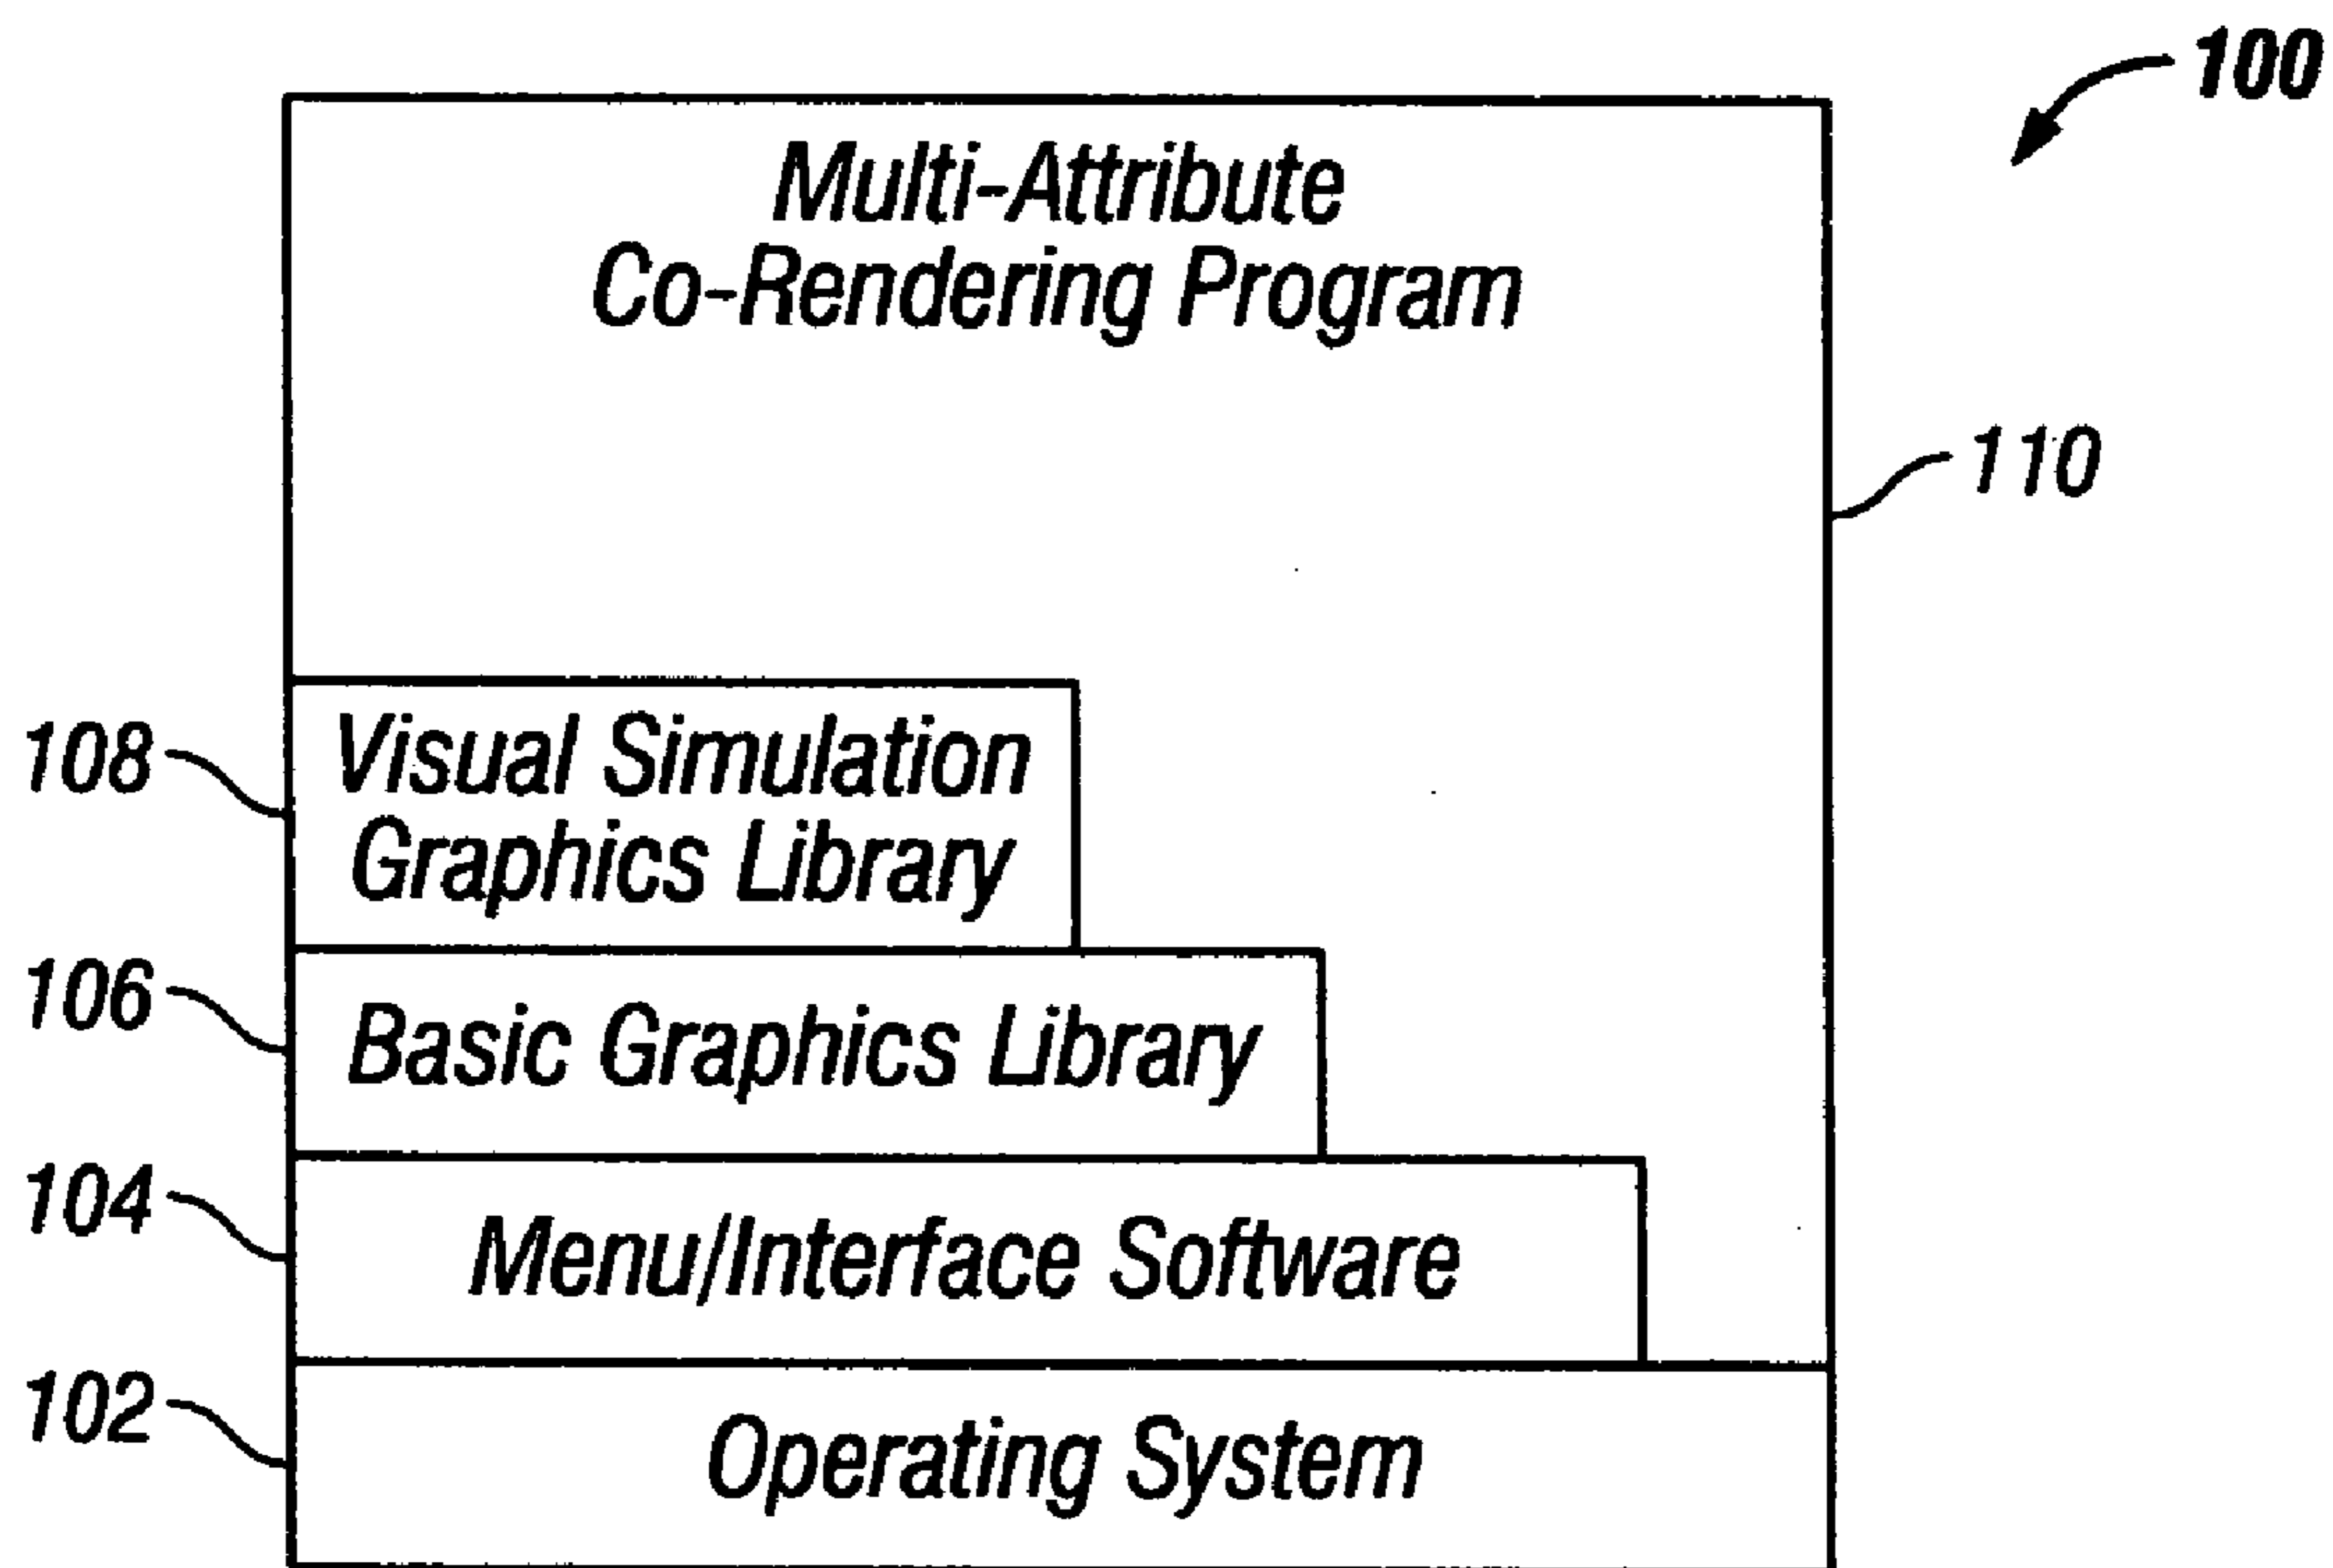 100
Multi-Attribute
Co-Rendering Program
110
108
Visual Simulation
Graphics Library
106
Basic Graphics Library
104
Menu/Interface Software
102
Operating System